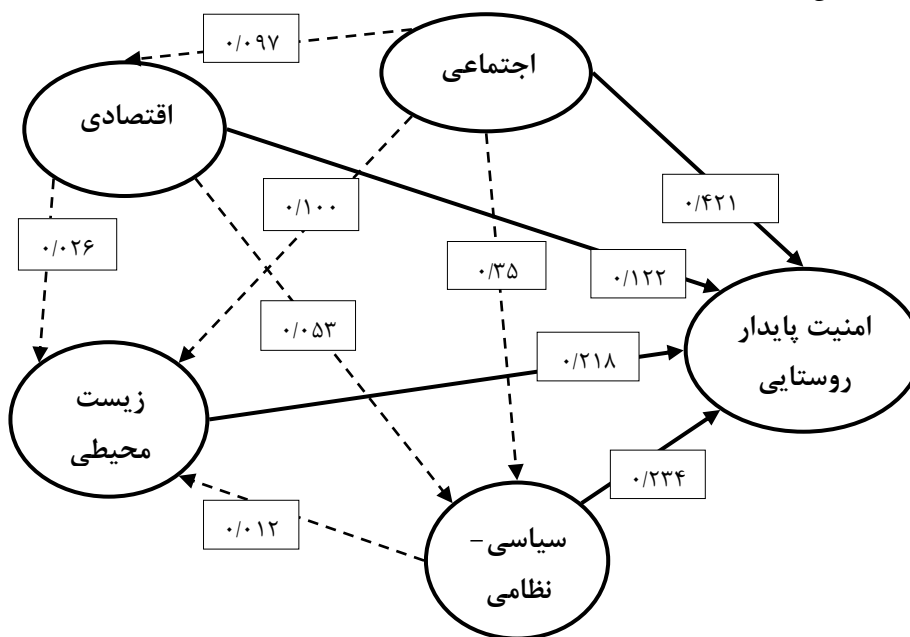 ۰/۰۹۷
اجتماعی
اقتصادی
۰/۱۰۰
۰/۴۲۱
۰/۰۲۶
۰/۳۵
۰/۱۲۲
۰/۰۵۳
امنیت پایدار
روستایی
۰/۲۱۸
زیست
محیطی
۰/۲۳۴
۰/۰۱۲
سیاسی –
نظامی